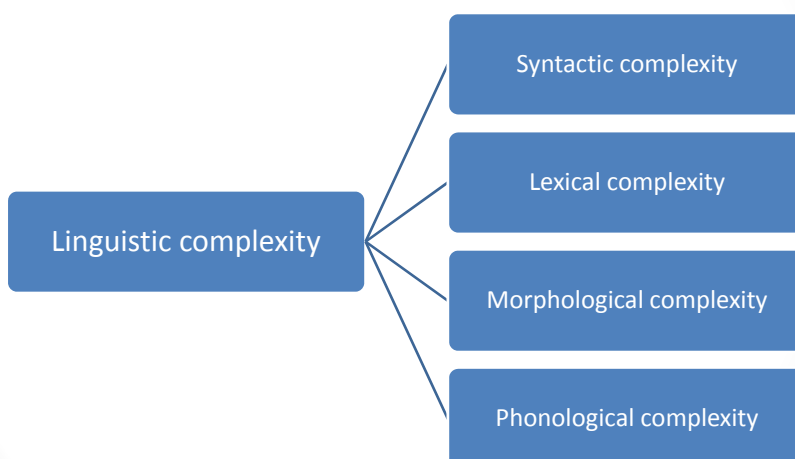 Linguistic complexity
Syntactic complexity
Lexical complexity
Morphological complexity
Phonological complexity